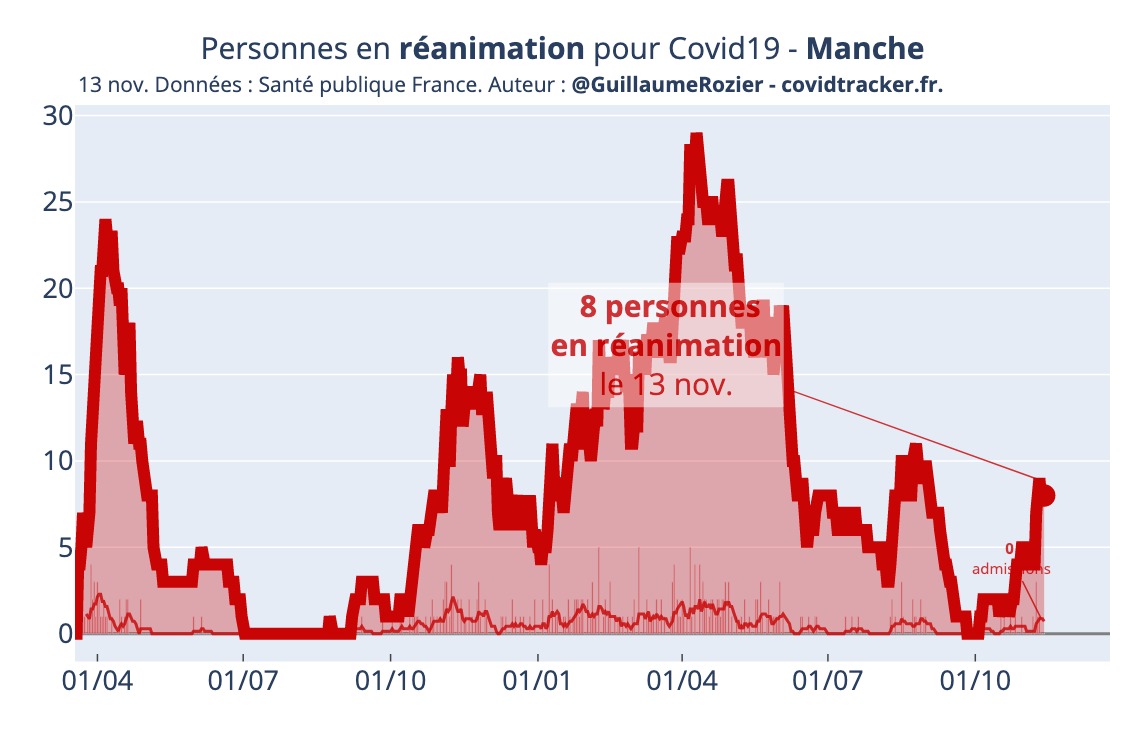 Personnes en réanimation pour Covid19 - Manche
13 nov. Données : Santé publique France. Auteur : @GuillaumeRozier - covidtracker.fr.
30
25
20
15
10
5
0
8 personnes
en réanimation
le 13 nov.
0
admissions
01/04 01/07 01/10 01/01 01/04 01/07 01/10